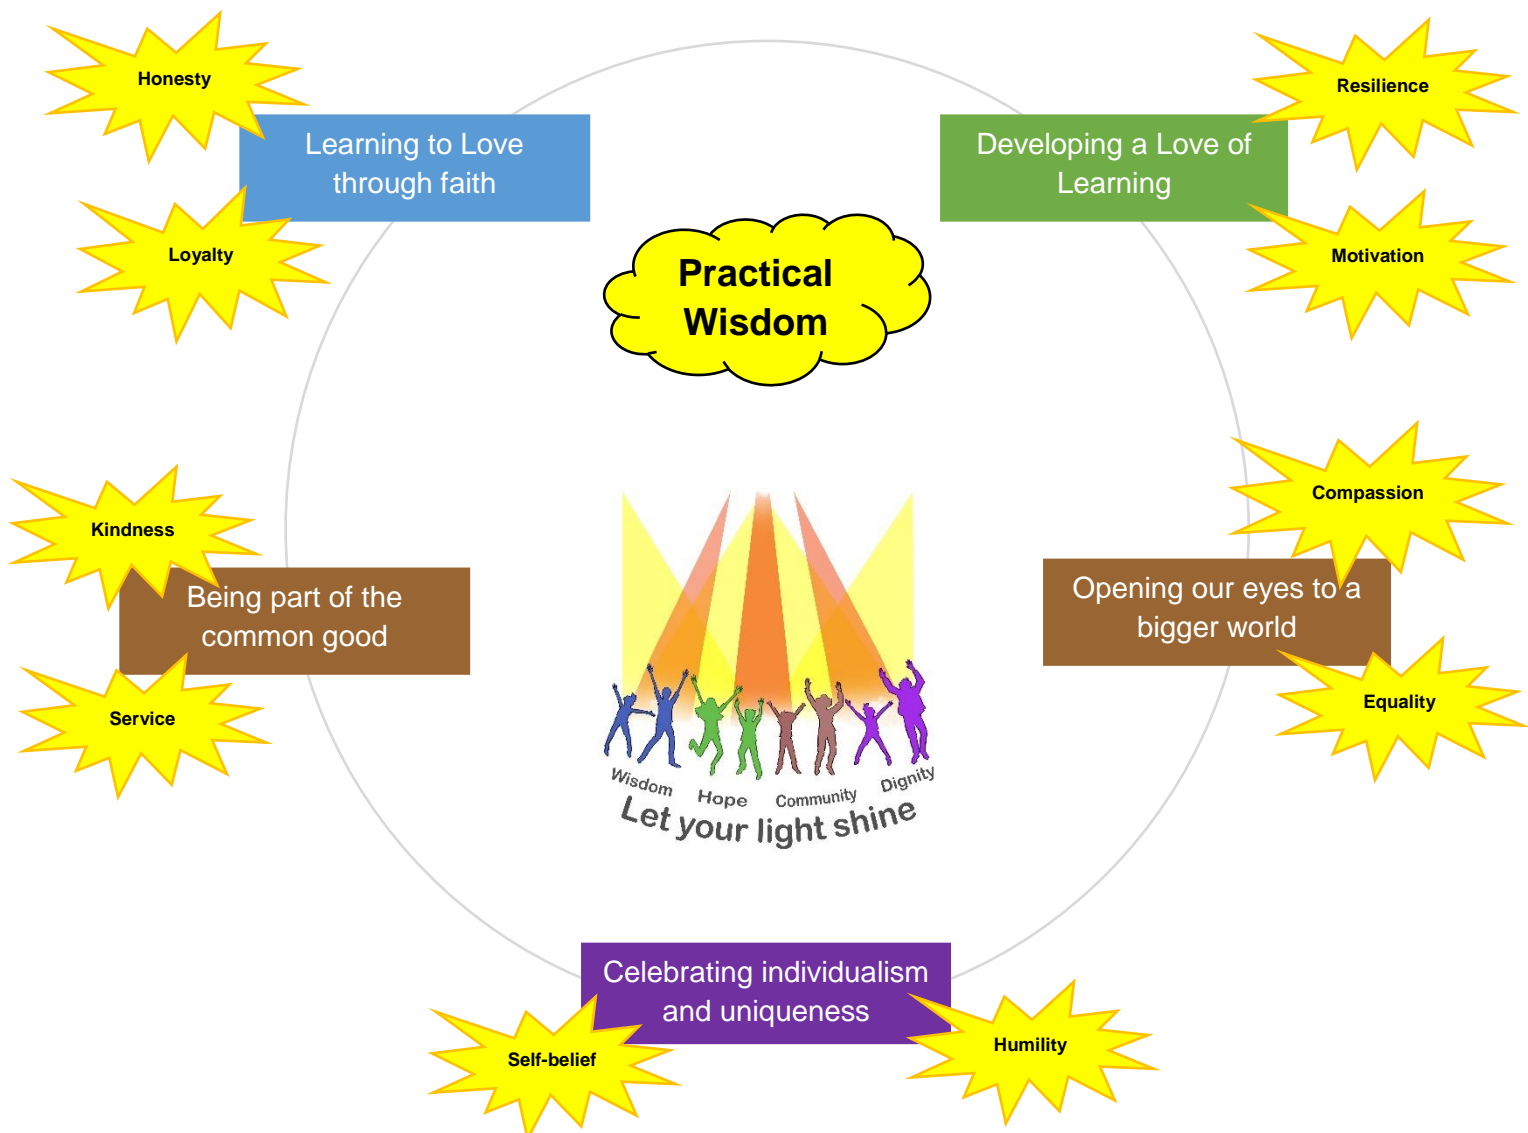 Honesty
Resilience
Learning to Love
through faith
Developing a Love of
Learning
Loyalty
Motivation
Practical
Wisdom
Compassion
Kindness
Being part of the
common good
Opening our eyes to a
bigger world
Service
Equality
Wisdom Hope Community Dignity
Let your light shine
Celebrating individualism
and uniqueness
Self-belief
Humility